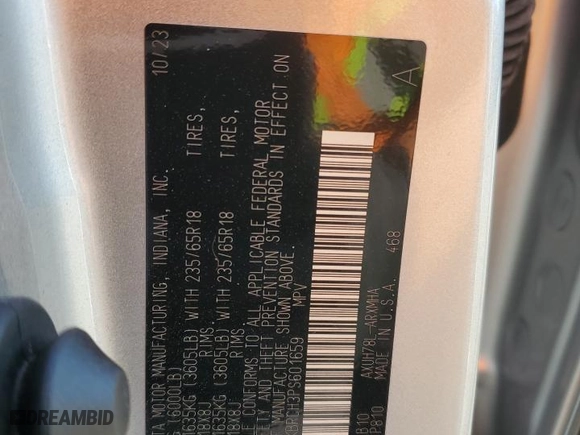 TA MOTOR MANUFACTURING, INDIANA, INC. 10/23
(6000LB)
1635KG (3605LB) WITH 235/65R18 TIRES,
18X8J RIMS,
1635KG (3605LB) WITH 235/65R18 TIRES,
18X8J RIMS.
CONFORMS TO ALL APPLICABLE FEDERAL MOTOR
SAFETY AND THEFT PREVENTION STANDARDS IN EFFECT ON
MANUFACTURE SHOWN ABOVE.
MPV
A
AXUH78L-ARXMHA
MADE IN U.S.A. 468
DREAMBID